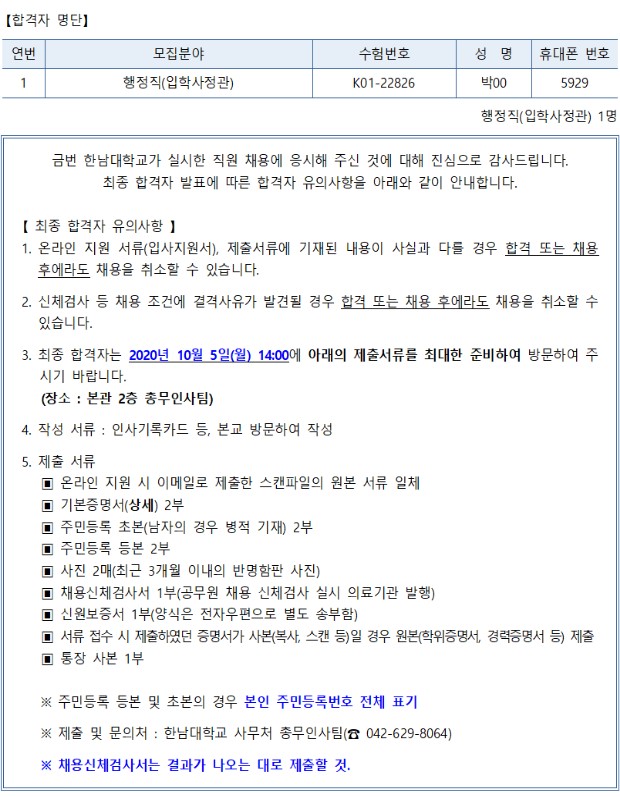 【합격자 명단】
연번 모집분야 수험번호 성 명 휴대폰 번호
1 행정직(입학사정관) K01-22826 박00 5929
행정직(입학사정관) 1명
금번 한남대학교가 실시한 직원 채용에 응시해 주신 것에 대해 진심으로 감사드립니다.
최종 합격자 발표에 따른 합격자 유의사항을 아래와 같이 안내합니다.
【 최종 합격자 유의사항 】
1. 온라인 지원 서류(입사지원서), 제출서류에 기재된 내용이 사실과 다를 경우 합격 또는 채용
후에라도 채용을 취소할 수 있습니다.
2. 신체검사 등 채용 조건에 결격사유가 발견될 경우 합격 또는 채용 후에라도 채용을 취소할 수
있습니다.
3. 최종 합격자는 2020년 10월 5일(월) 14:00에 아래의 제출서류를 최대한 준비하여 방문하여 주
시기 바랍니다.
(장소 : 본관 2층 총무인사팀)
4. 작성 서류 : 인사기록카드 등, 본교 방문하여 작성
5. 제출 서류
▣ 온라인 지원 시 이메일로 제출한 스캔파일의 원본 서류 일체
▣ 기본증명서(상세) 2부
▣ 주민등록 초본(남자의 경우 병적 기재) 2부
▣ 주민등록 등본 2부
▣ 사진 2매(최근 3개월 이내의 반명함판 사진)
▣ 채용신체검사서 1부(공무원 채용 신체검사 실시 의료기관 발행)
▣ 신원보증서 1부(양식은 전자우편으로 별도 송부함)
▣ 서류 접수 시 제출하였던 증명서가 사본(복사, 스캔 등)일 경우 원본(학위증명서, 경력증명서 등) 제출
▣ 통장 사본 1부
※ 주민등록 등본 및 초본의 경우 본인 주민등록번호 전체 표기
※ 제출 및 문의처 : 한남대학교 사무처 총무인사팀(☎ 042-629-8064)
※ 채용신체검사서는 결과가 나오는 대로 제출할 것.